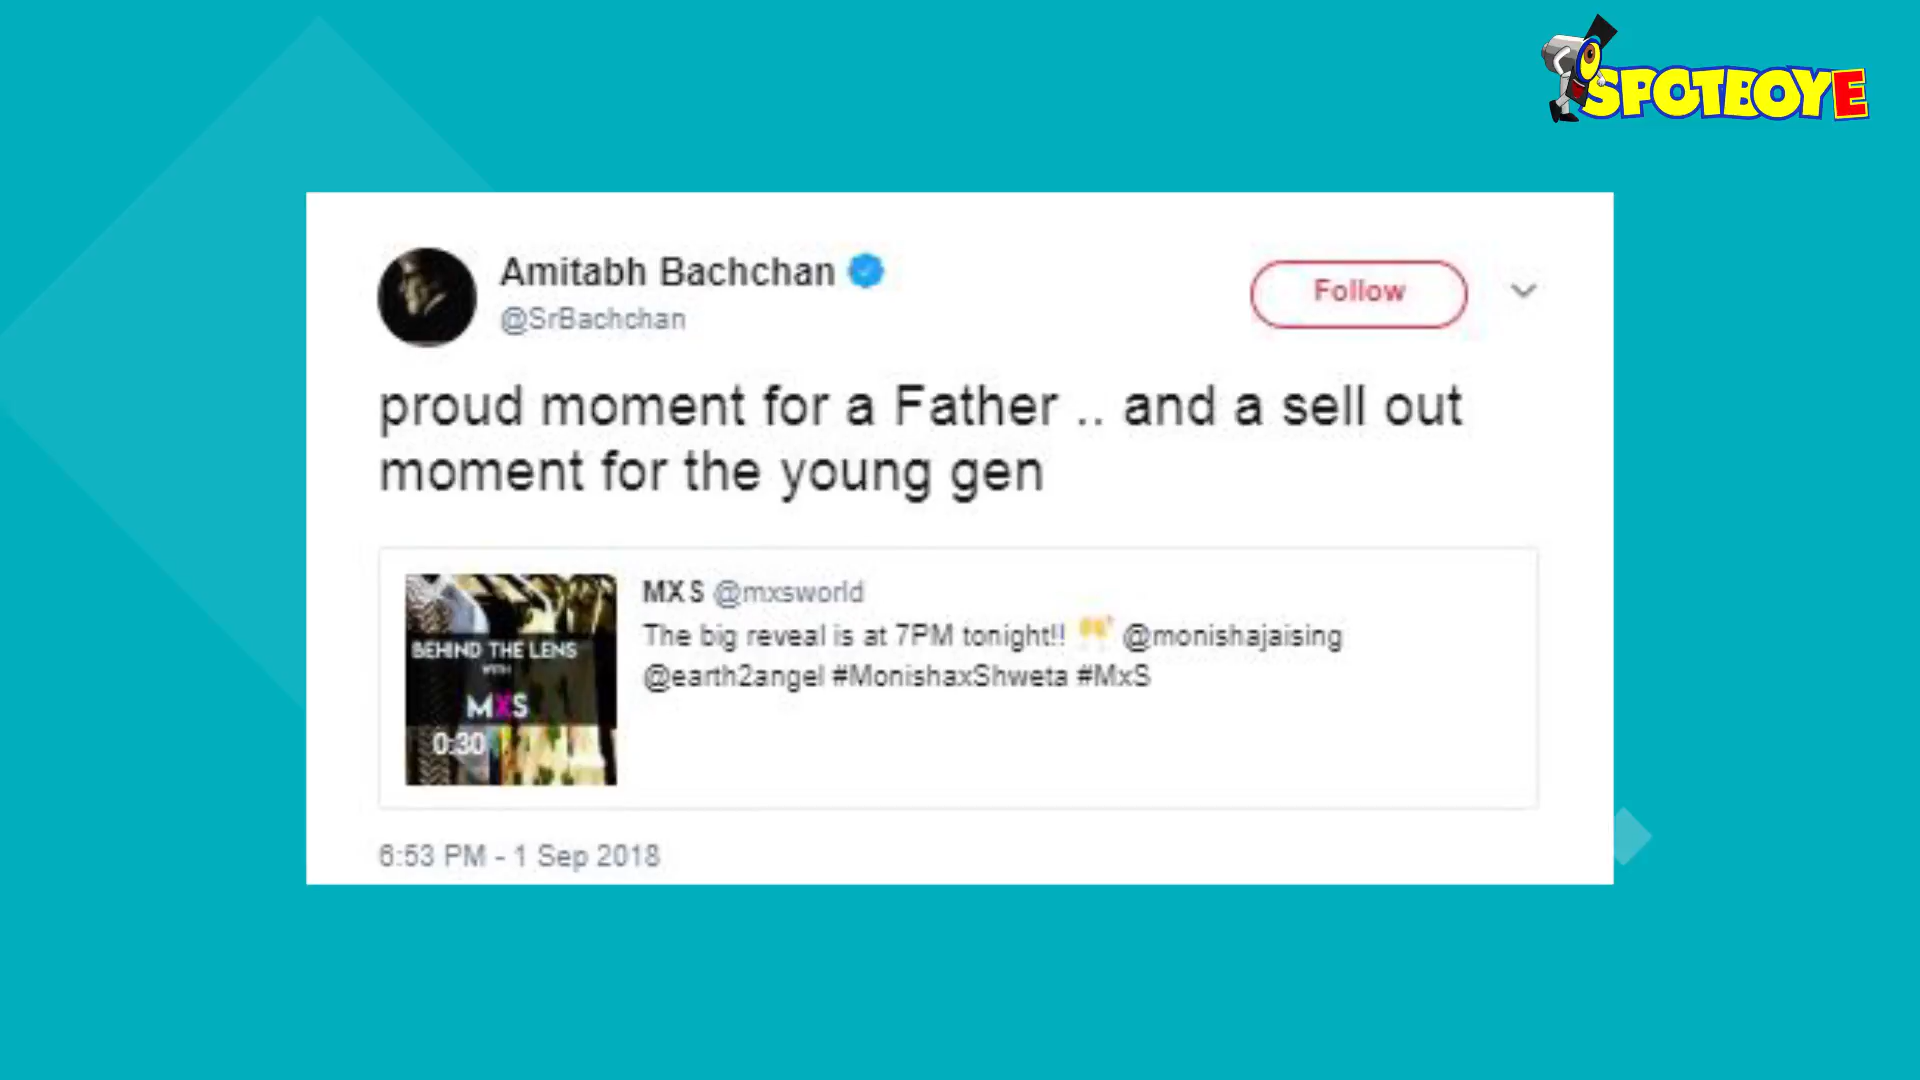 SPOTBOYE
Amitabh Bachchan
@SrBachchan
Follow
proud moment for a Father .. and a sell out
moment for the young gen
BEHIND THE LENS
WITH
MXS
0:30
MXS @mxsworld
The big reveal is at 7PM tonight!! 🙌 @monishajaising
@earth2angel #MonishaxShweta #MxS
6:53 PM - 1 Sep 2018